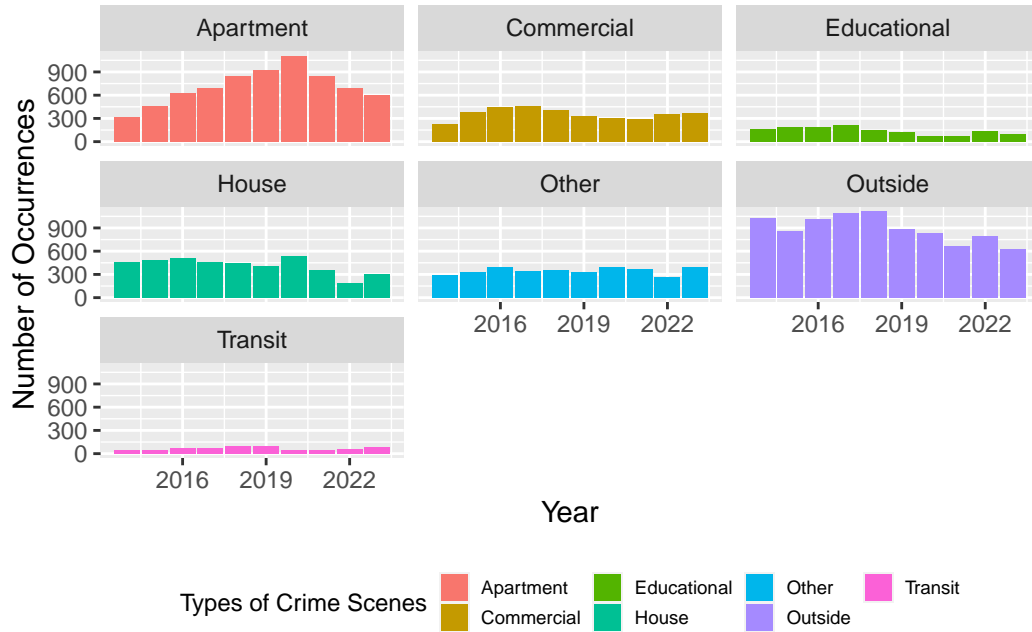 Apartment Commercial Educational
900
600
300
0
House Other Outside
900
600
300
0
2016 2019 2022 2016 2019 2022
Transit
900
600
300
0
2016 2019 2022
Number of Occurrences
Year
Types of Crime Scenes
Apartment Educational Other Transit
Commercial House Outside